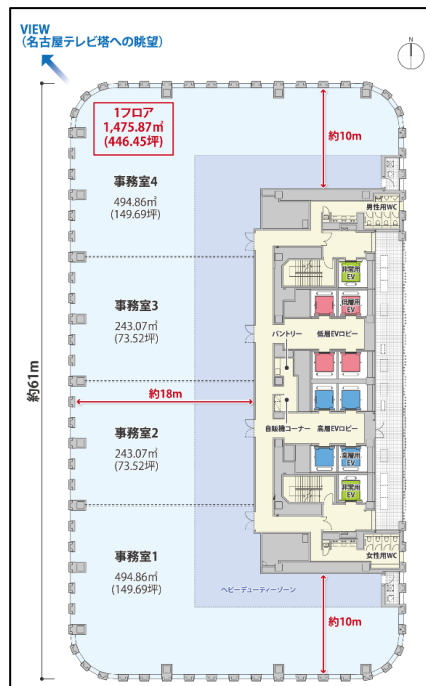 VIEW
(名古屋テレビ塔への眺望)
N
1フロア
1,475.87㎡
(446.45坪)
約10m
事務室4
494.86㎡
(149.69坪)
男性用WC
非常用
EV
事務室3
243.07㎡
(73.52坪)
低層用
EV
パントリー
低層EVロビー
約61m
約18m
自販機コーナー
高層EVロビー
事務室2
243.07㎡
(73.52坪)
高層用
EV
非常用
EV
事務室1
494.86㎡
(149.69坪)
女性用WC
ヘビーデューティーゾーン
約10m